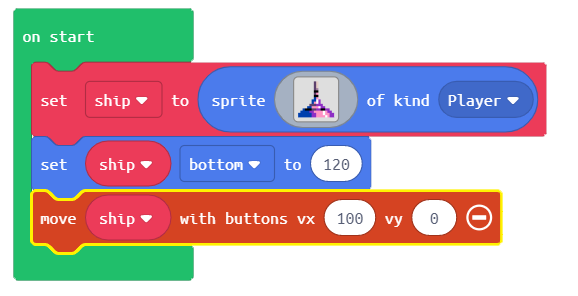 on start
set ship to sprite of kind Player
set ship bottom to 120
move ship with buttons vx 100 vy 0